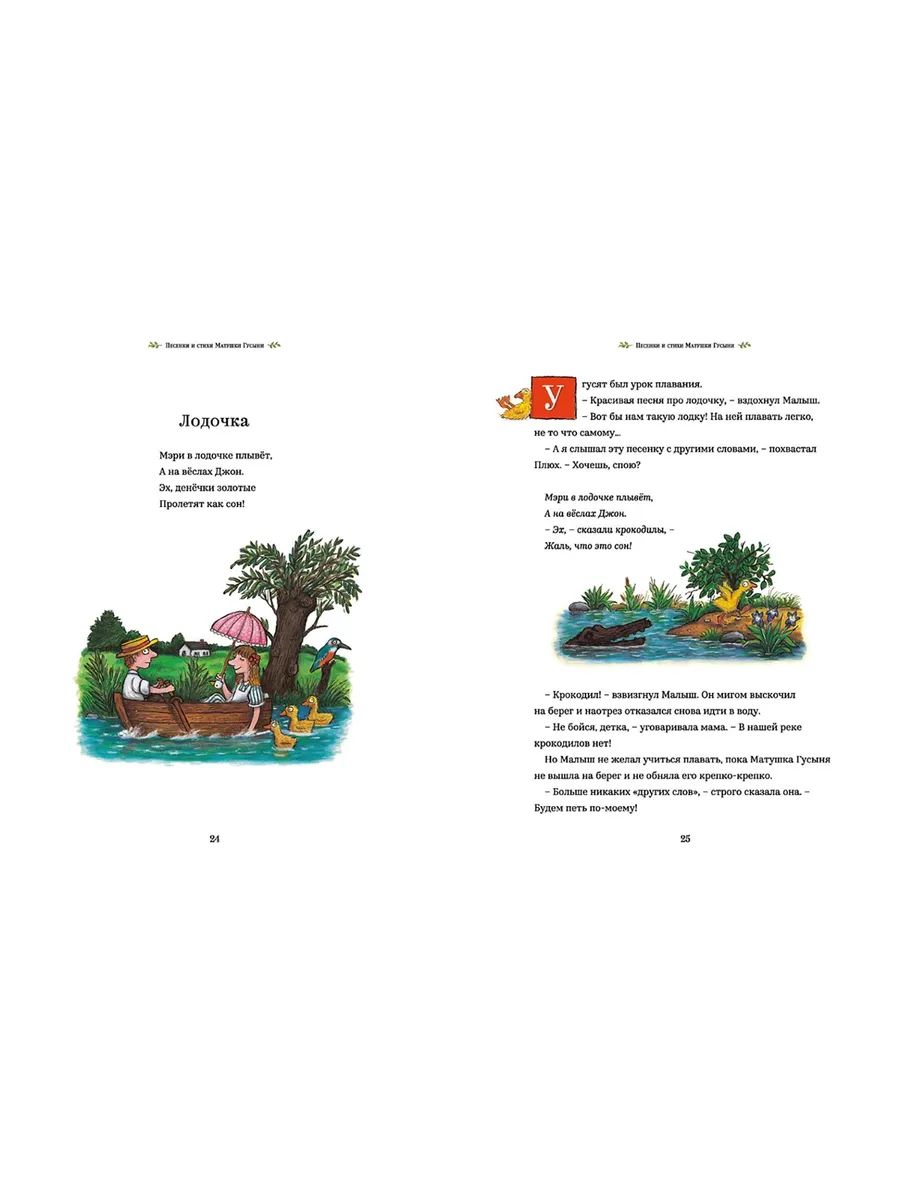 Песенки и стихи Матушки Гусыни
Лодочка
Мэри в лодочке плывёт,
А на вёслах Джон.
Эх, денёчки золотые
Пролетят как сон!
24
Песенки и стихи Матушки Гусыни
У гусят был урок плавания.
– Красивая песня про лодочку, – вздохнул Малыш.
– Вот бы нам такую лодку! На ней плавать легко,
не то что самому...
– А я слышал эту песенку с другими словами, – похвастал
Плюх. – Хочешь, спою?
Мэри в лодочке плывёт,
А на вёслах Джон.
– Эх, – сказали крокодилы, –
Жаль, что это сон!
– Крокодил! – взвизгнул Малыш. Он мигом выскочил
на берег и наотрез отказался снова идти в воду.
– Не бойся, детка, – уговаривала мама. – В нашей реке
крокодилов нет!
Но Малыш не желал учиться плавать, пока Матушка Гусыня
не вышла на берег и не обняла его крепко-крепко.
– Больше никаких «других слов», – строго сказала она. –
Будем петь по-моему!
25